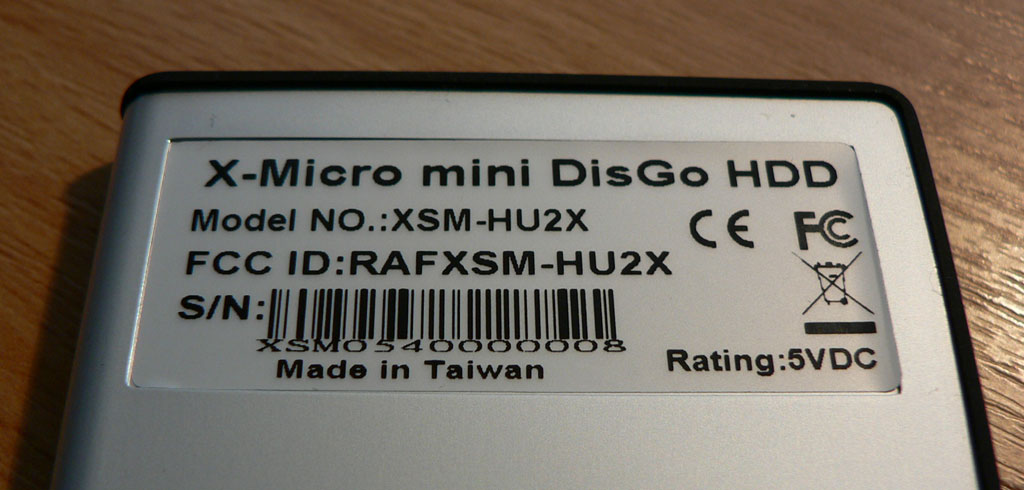 X-Micro mini DisGo HDD
Model NO.:XSM-HU2X
CE FC
FCC ID:RAFXSM-HU2X
S/N:
XSM0540000008
Made in Taiwan
Rating:5VDC